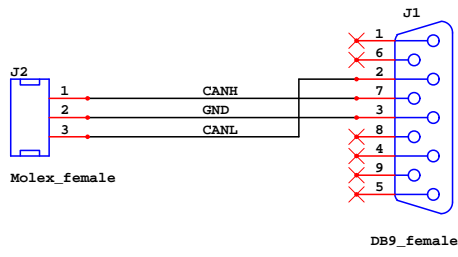 J1
1
6
J2
2
1 CANH 7
2 GND 3
3 CANL 8
4
Molex_female 9
5
DB9_female